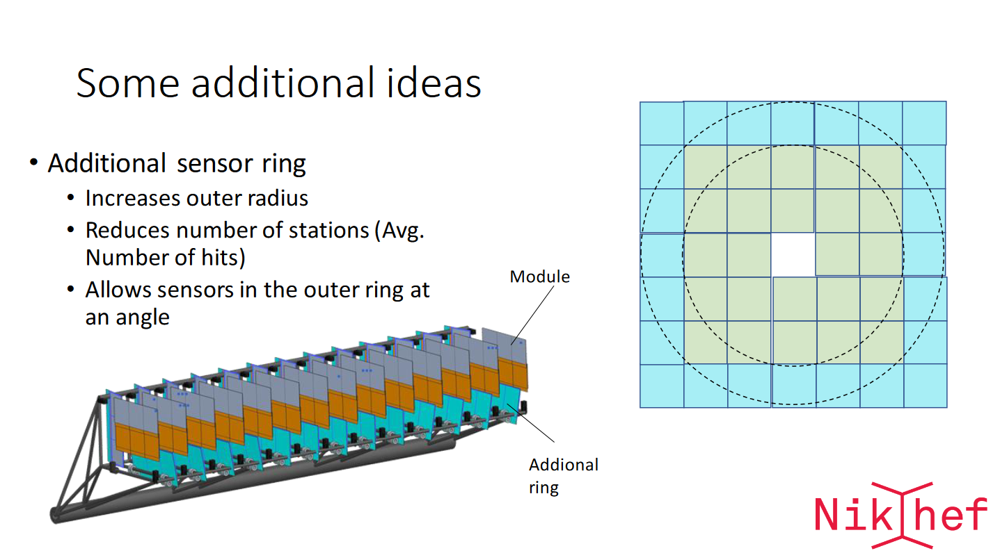 Some additional ideas
• Additional sensor ring
• Increases outer radius
• Reduces number of stations (Avg.
Number of hits)
• Allows sensors in the outer ring at
an angle
Module
Addional
ring
Nikhef